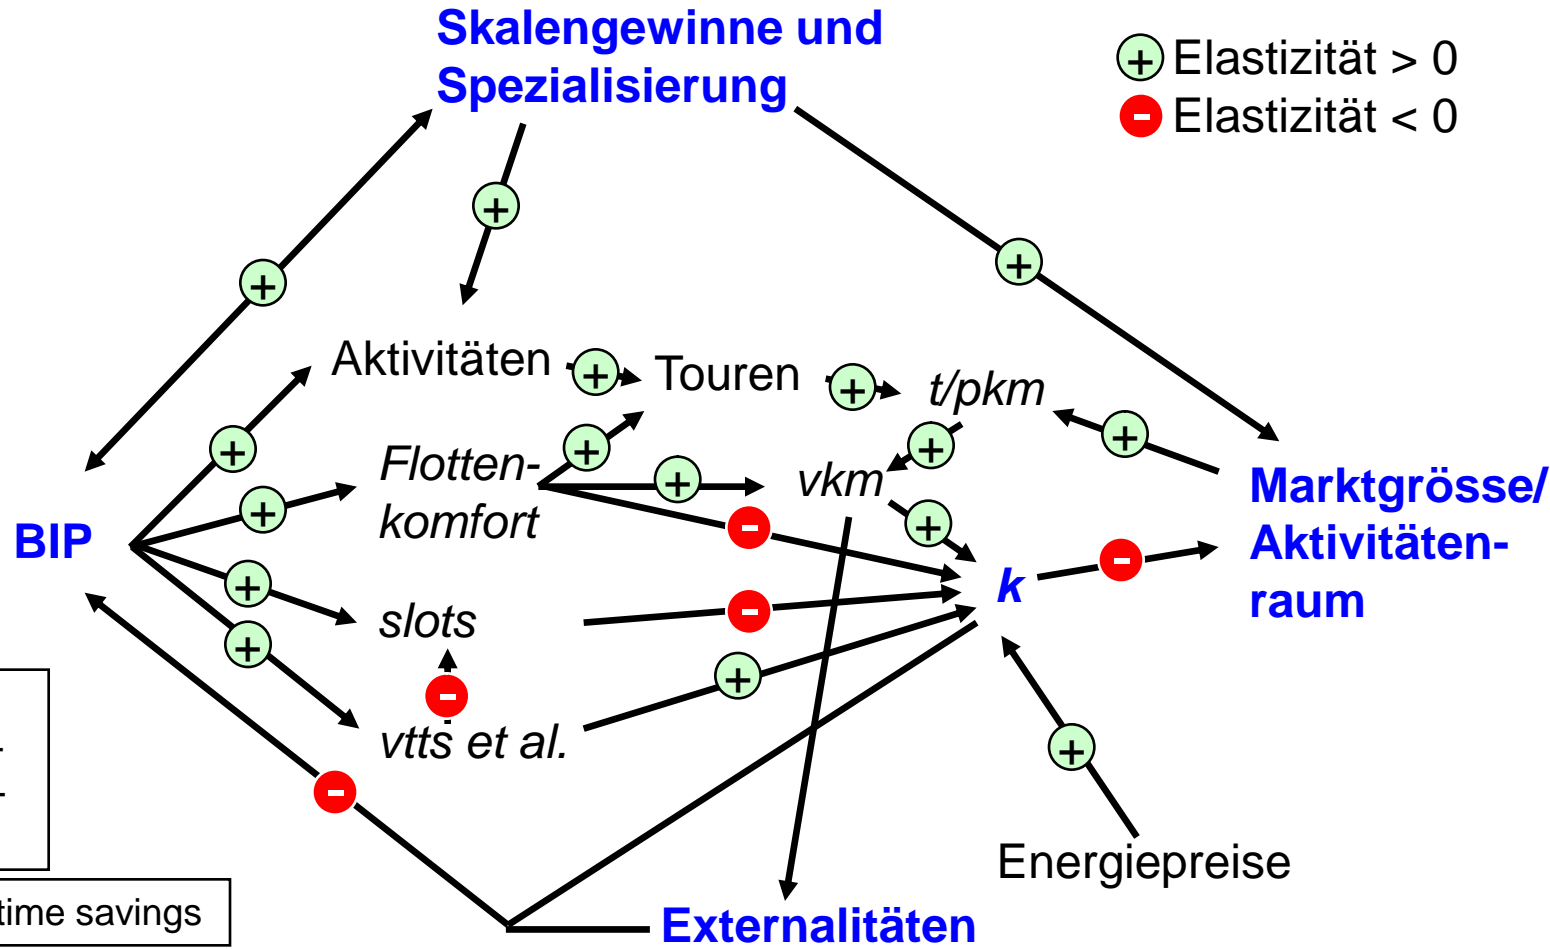 Skalengewinne und
Spezialisierung
+ Elastizität > 0
- Elastizität < 0
+
+
+
Aktivitäten + Touren + t/pkm
+
+
+
+
Flotten-
komfort
+
+
vkm
-
+
BIP
Marktgrösse/
Aktivitäten-
raum
-
k
+
slots
-
+
-
+
vtts et al.
-
+
Energiepreise
time savings
Externalitäten